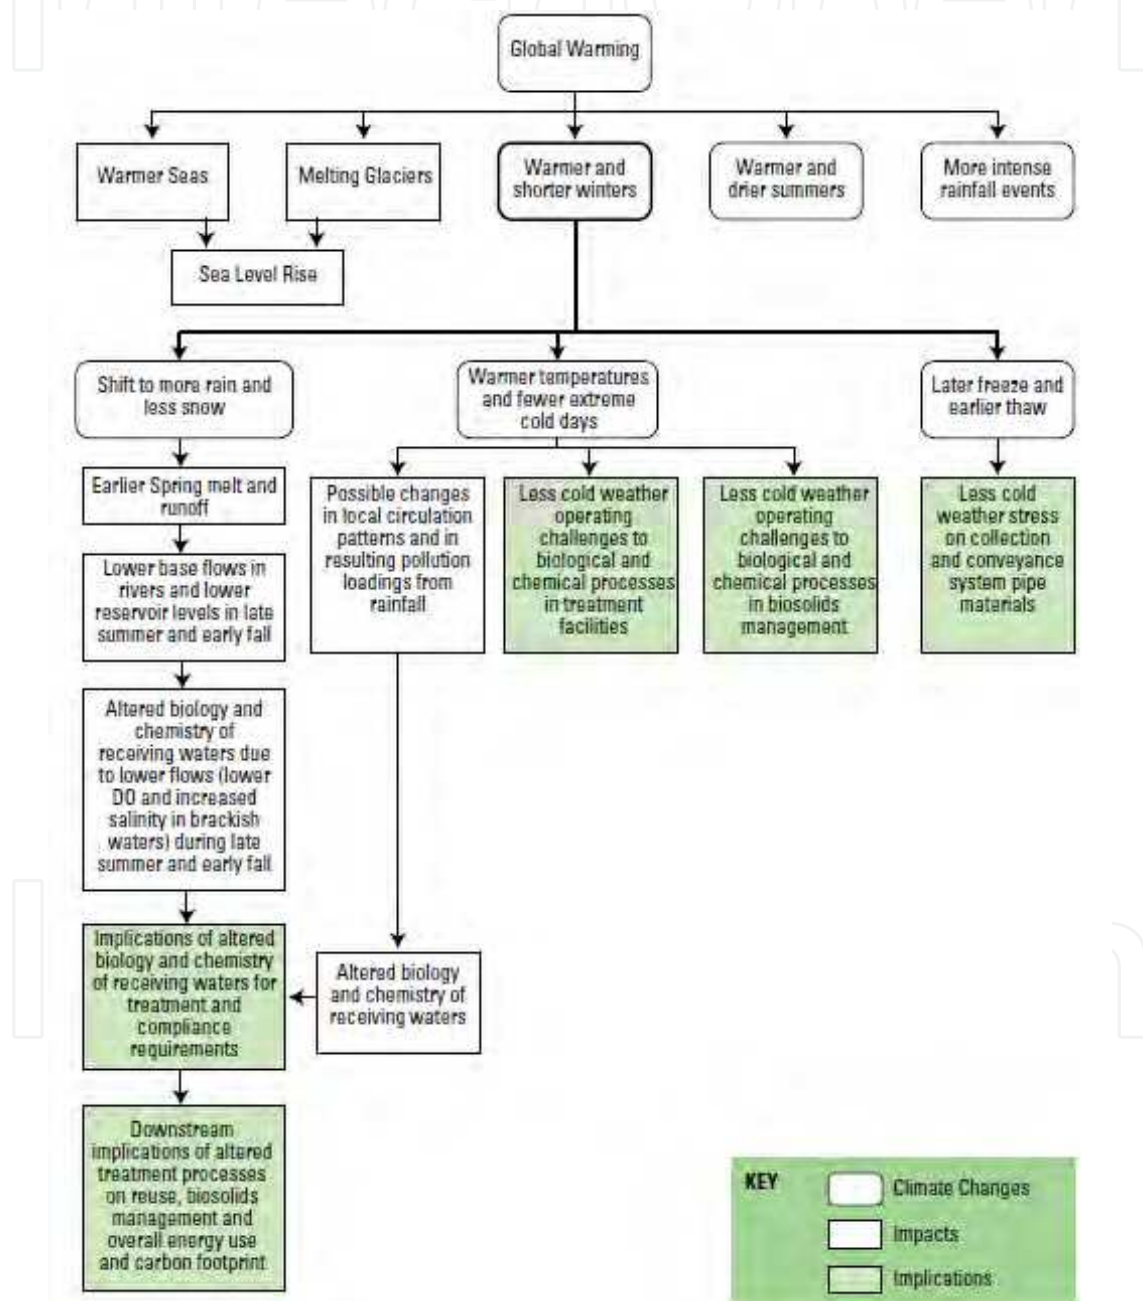 Global Warming
Warmer Seas
Melting Glaciers
Warmer and
shorter winters
Warmer and
drier summers
More intense
rainfall events
Sea Level Rise
Shift to more rain and
less snow
Warmer temperatures
and fewer extreme
cold days
Later freeze and
earlier thaw
Earlier Spring melt and
runoff
Possible changes
in local circulation
patterns and in
resulting pollution
loadings from
rainfall
Less cold weather
operating
challenges to
biological and
chemical processes
in treatment
facilities
Less cold weather
operating
challenges to
biological and
chemical processes
in biosolids
management
Less cold
weather stress
on collection
and conveyance
system pipe
materials
Lower base flows in
rivers and lower
reservoir levels in late
summer and early fall
Altered biology and
chemistry of
receiving waters due
to lower flows (lower
DO and increased
salinity in brackish
waters) during late
summer and early fall
Implications of altered
biology and chemistry
of receiving waters for
treatment and
compliance
requirements
Altered biology
and chemistry of
receiving waters
Downstream
implications of altered
treatment processes
on reuse, biosolids
management and
overall energy use
and carbon footprint
KEY
Climate Changes
Impacts
Implications